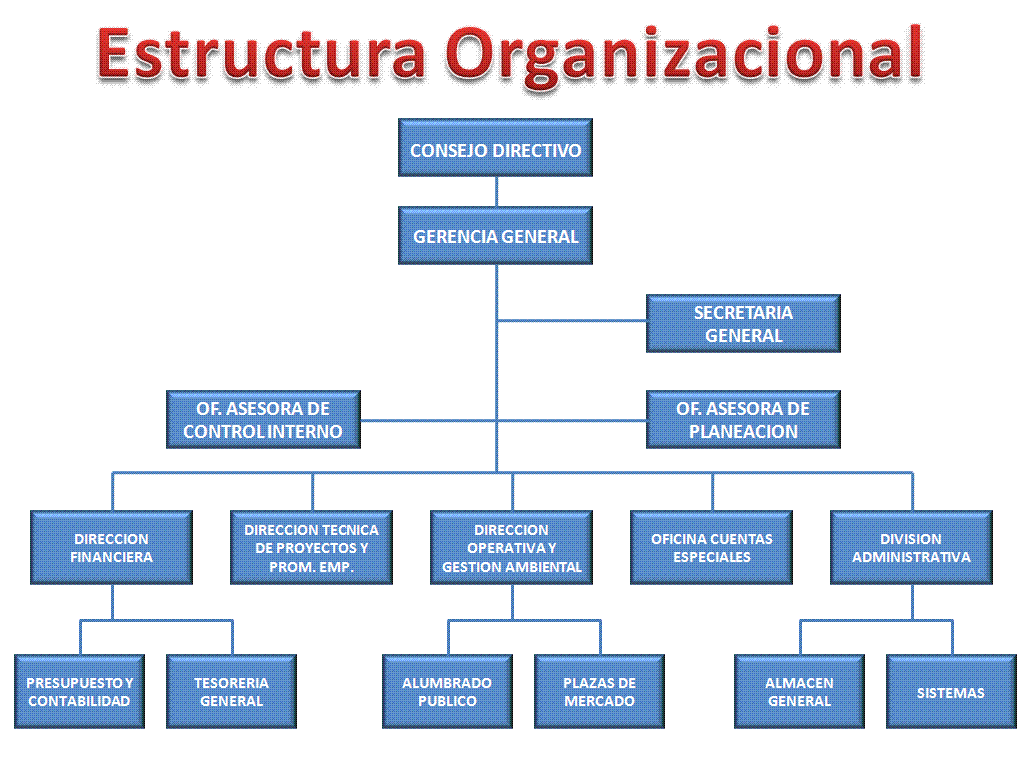 Estructura Organizacional
CONSEJO DIRECTIVO
GERENCIA GENERAL
SECRETARIA
GENERAL
OF. ASESORA DE
CONTROL INTERNO
OF. ASESORA DE
PLANEACION
DIRECCION
FINANCIERA
DIRECCION TECNICA
DE PROYECTOS Y
PROM. EMP.
DIRECCION
OPERATIVA Y
GESTION AMBIENTAL
OFICINA CUENTAS
ESPECIALES
DIVISION
ADMINISTRATIVA
PRESUPUESTO Y
CONTABILIDAD
TESORERIA
GENERAL
ALUMBRADO
PUBLICO
PLAZAS DE
MERCADO
ALMACEN
GENERAL
SISTEMAS